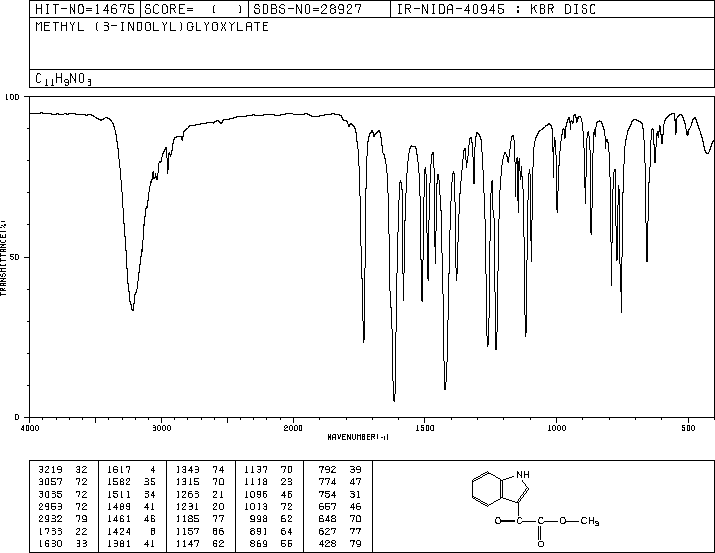 HIT-NO=14675 SCORE= ( ) SDBS-NO=28927 IR-NIDA-40945 : KBR DISC
METHYL (3-INDOLYL)GLYOXYLATE
C11H9NO3
100
50
0
TRANSMITTANCE(%)
4000 3000 2000 1500 1000 500
WAVENUMBER(-1)
3219 32 1617 4 1343 74 1137 70 792 39
3057 72 1582 35 1315 70 1118 23 774 47
3035 72 1511 34 1263 21 1096 46 754 31
2953 72 1489 41 1231 20 1013 72 657 46
2932 79 1461 46 1185 77 998 62 648 70
1733 22 1424 8 1157 66 891 64 627 77
1630 33 1381 41 1147 62 869 55 428 79
NH
O C C O CH3
O